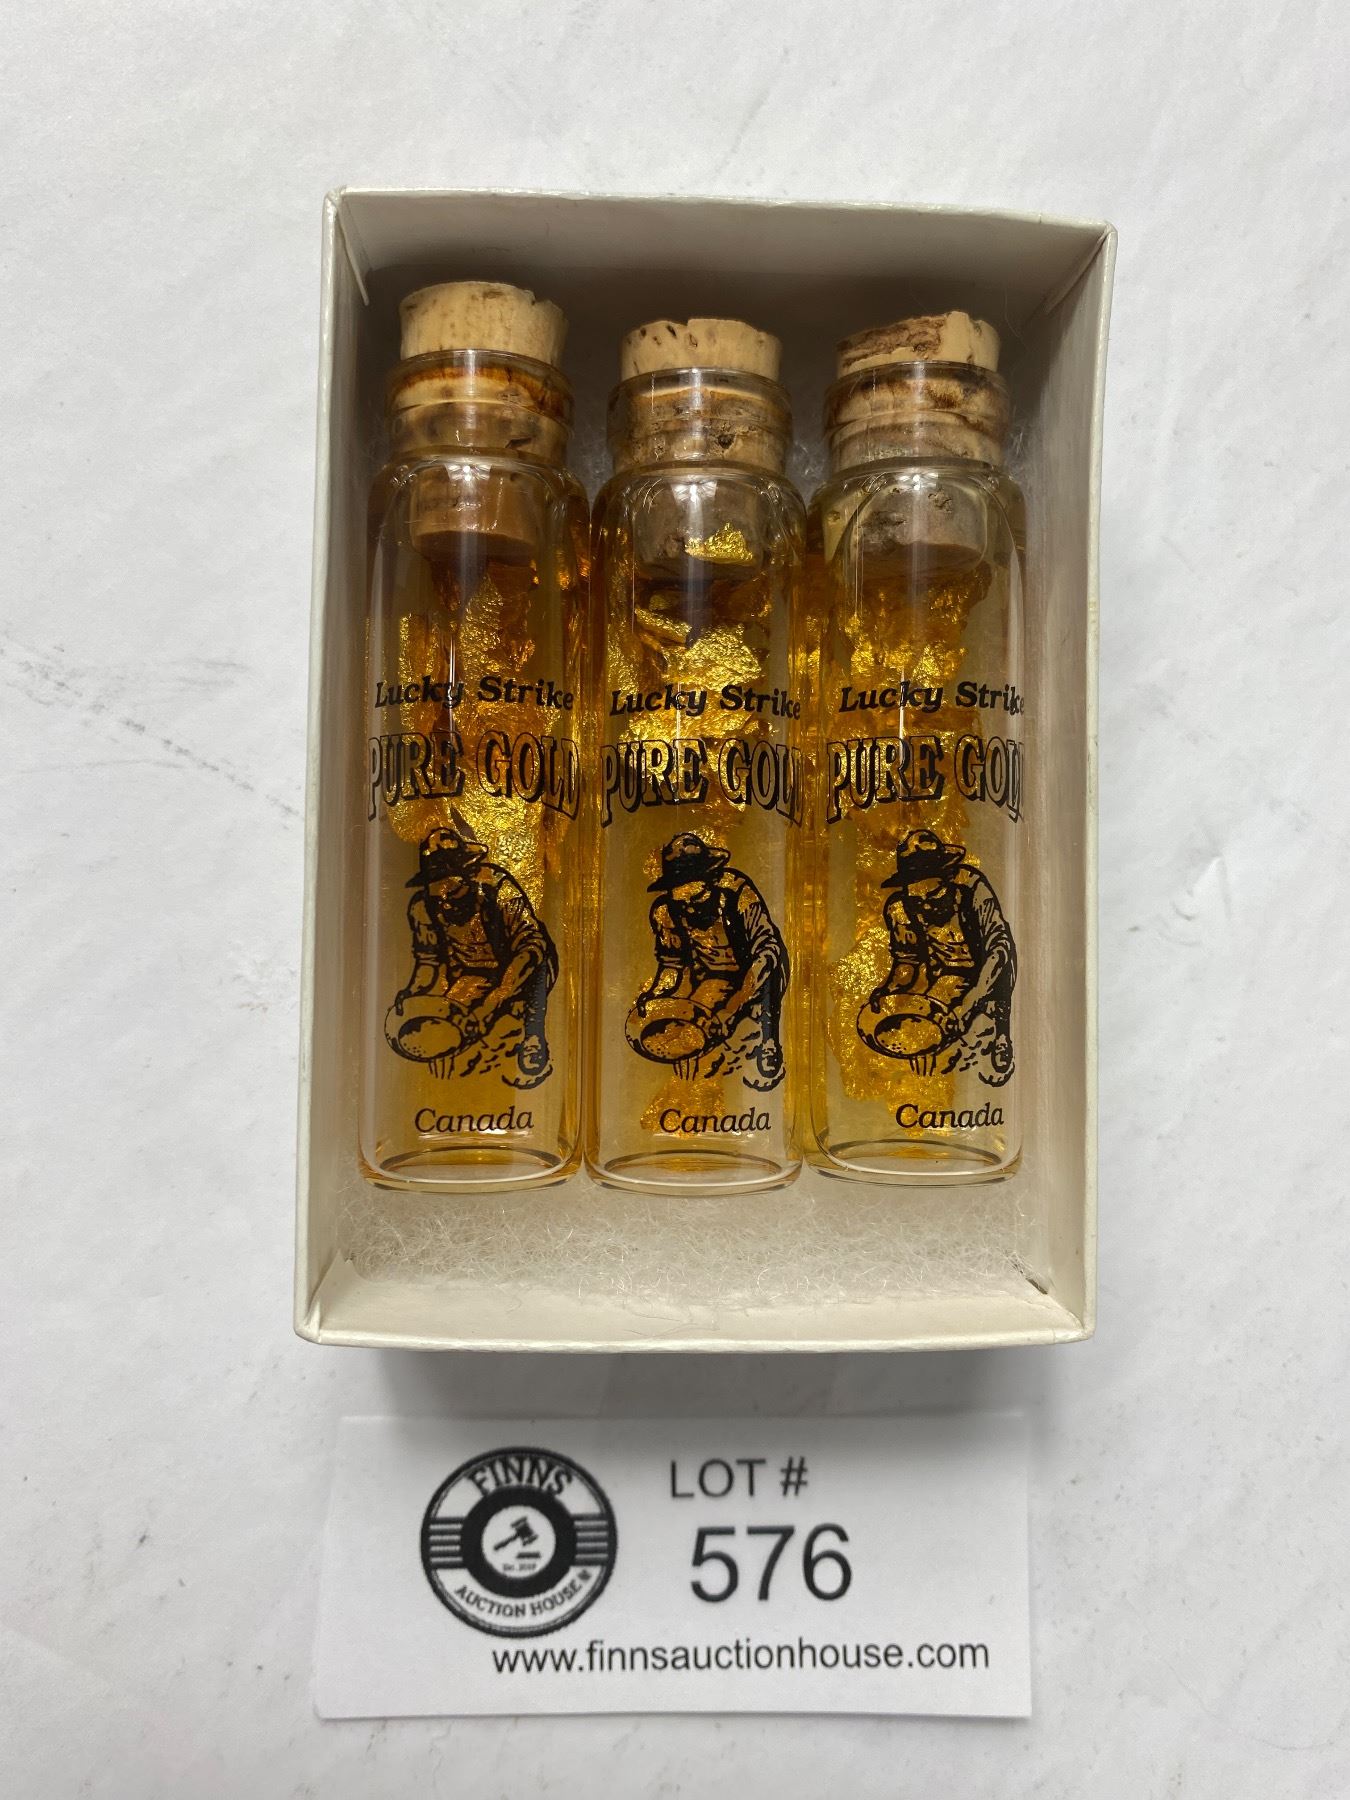 Lucky Strike
PURE GOLD
Canada
Lucky Strike
PURE GOLD
Canada
Lucky Strike
PURE GOLD
Canada
FINNS
AUCTION HOUSE
LOT #
576
www.finnsauctionhouse.com